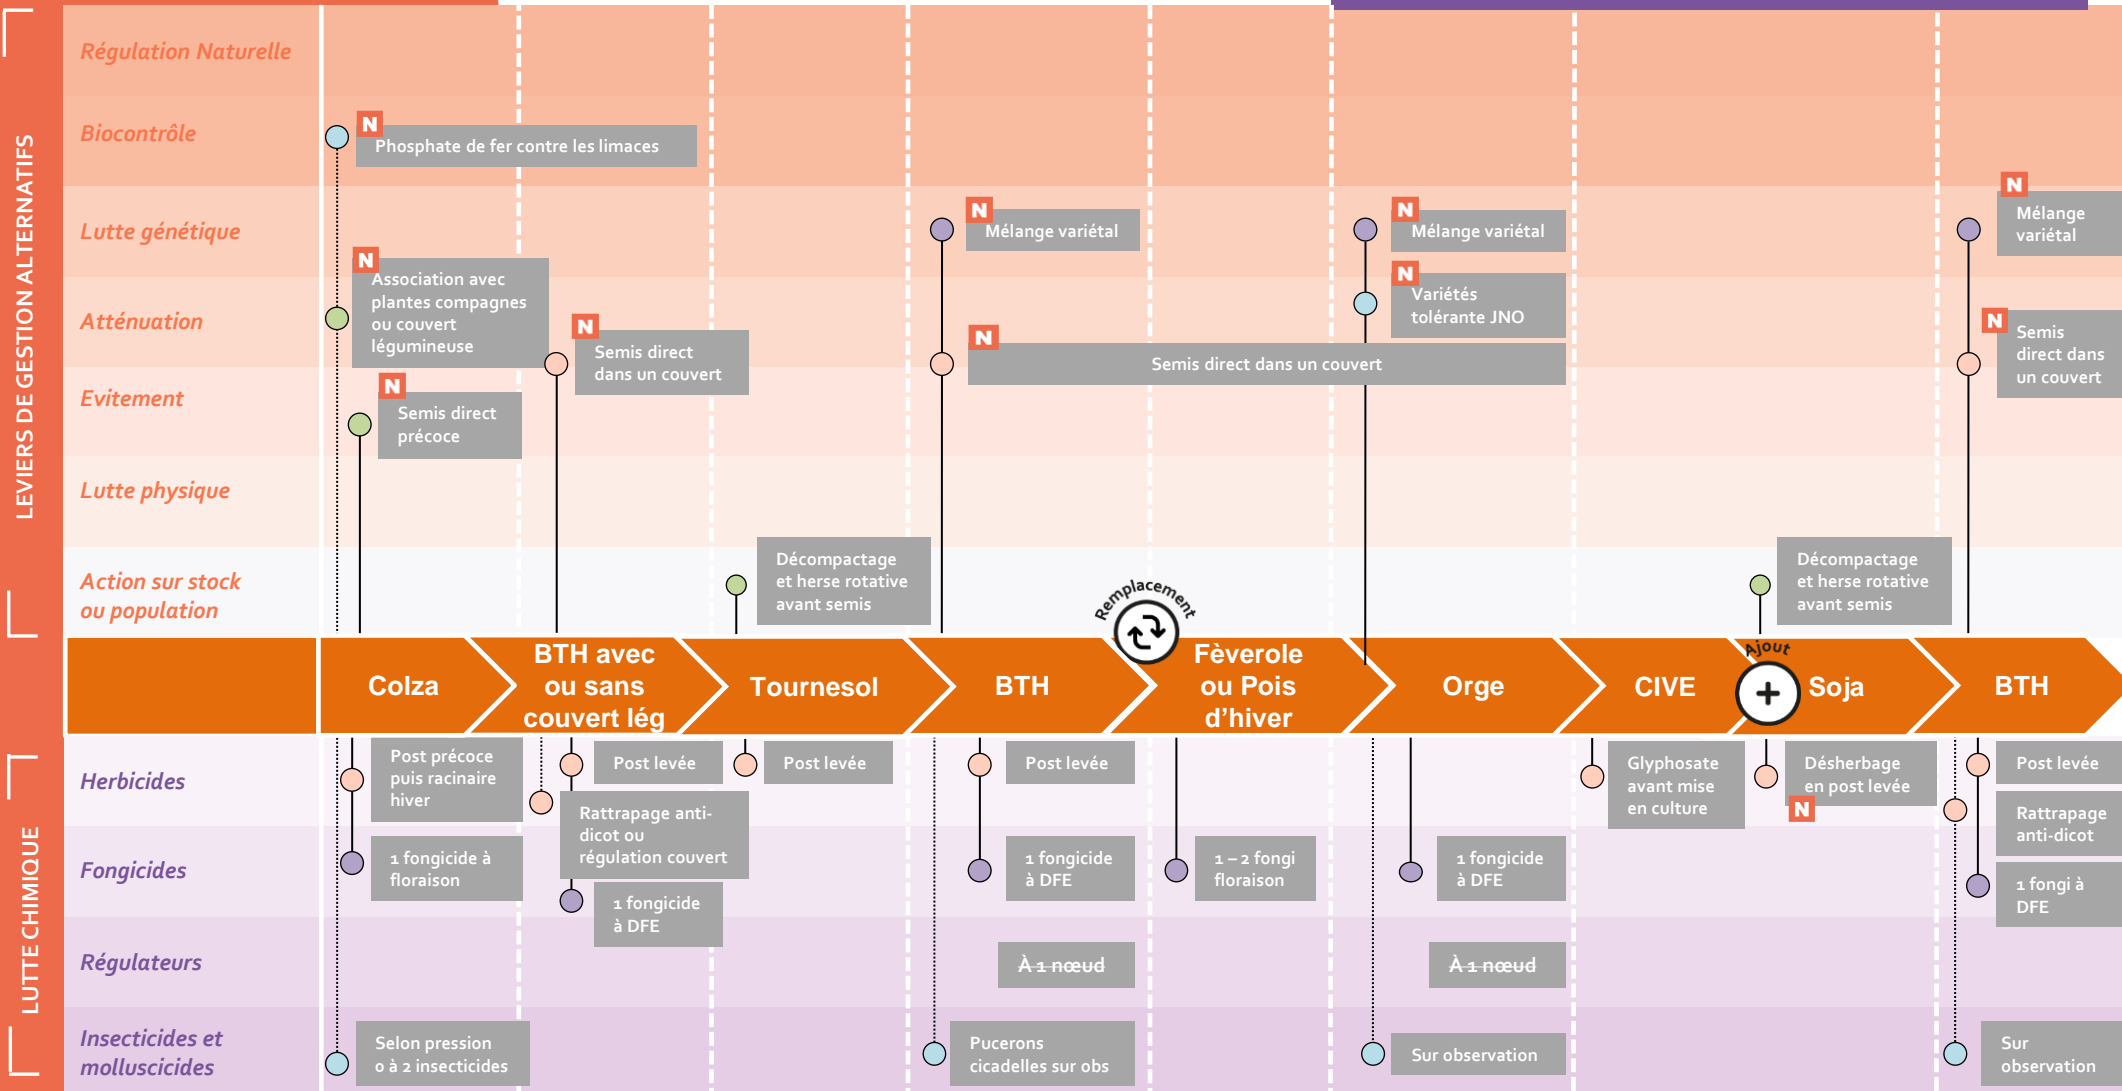 LEVIERS DE GESTION ALTERNATIFS
Régulation Naturelle
Biocontrôle
N
Phosphate de fer contre les limaces
Lutte génétique
N
Mélange variétal
N
Mélange variétal
N
Mélange
variétal
Atténuation
N
Association avec
plantes compagnes
ou couvert
légumineuse
N
Semis direct
dans un couvert
N
Semis direct dans un couvert
N
Variétés
tolérante JNO
N
Semis
direct dans
un couvert
Evitement
N
Semis direct
précoce
Lutte physique
Action sur stock
ou population
Décompactage
et herse rotative
avant semis
Décompactage
et herse rotative
avant semis
Colza
BTH avec
ou sans
couvert lég
Tournesol
BTH
Remplacement
Fèverole
ou Pois
d'hiver
Orge
CIVE
Ajout
+
Soja
BTH
LUTTE CHIMIQUE
Herbicides
Post précoce
puis racinaire
hiver
Post levée
Rattrapage anti-
dicot ou
régulation couvert
Post levée
Post levée
Glyphosate
avant mise
en culture
Désherbage
en post levée
N
Post levée
Rattrapage
anti-dicot
Fongicides
1 fongicide à
floraison
1 fongicide
à DFE
1 fongicide
à DFE
1 – 2 fongi
floraison
1 fongicide
à DFE
1 fongi à
DFE
Régulateurs
À 1 nœud
À 1 nœud
Insecticides et
molluscicides
Selon pression
0 à 2 insecticides
Pucerons
cicadelles sur obs
Sur observation
Sur
observation